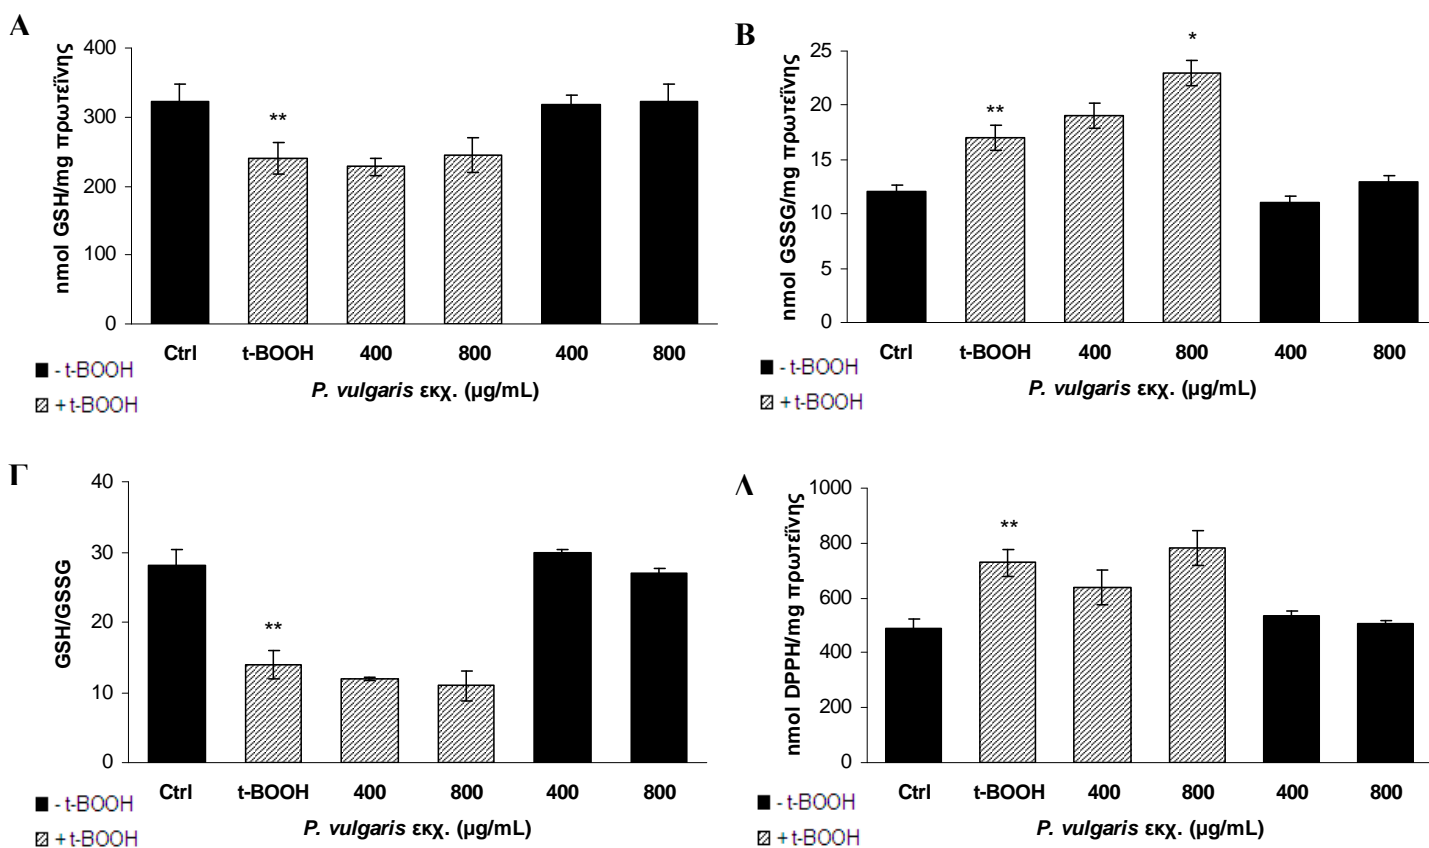 Α
nmol GSH/mg πρωτεΐνης
400
300
200
100
0
**
Ctrl t-BOOH 400 800 400 800
- t-BOOH
+ t-BOOH
P. vulgaris εκχ. (μg/mL)
Β
nmol GSSG/mg πρωτεΐνης
25
20
15
10
5
0
**
*
Ctrl t-BOOH 400 800 400 800
- t-BOOH
+ t-BOOH
P. vulgaris εκχ. (μg/mL)
Γ
GSH/GSSG
40
30
20
10
0
**
Ctrl t-BOOH 400 800 400 800
- t-BOOH
+ t-BOOH
P. vulgaris εκχ. (μg/mL)
Δ
nmol DPPH/mg πρωτεΐνης
1000
800
600
400
200
0
**
Ctrl t-BOOH 400 800 400 800
- t-BOOH
+ t-BOOH
P. vulgaris εκχ. (μg/mL)